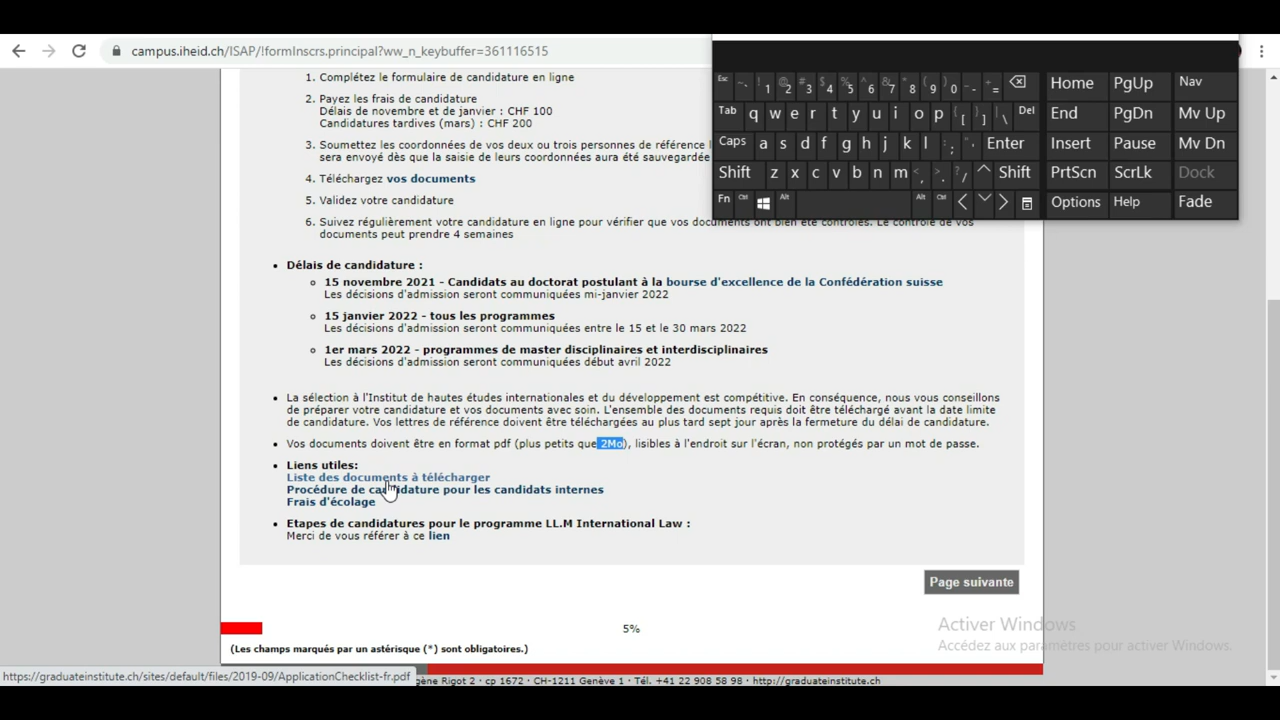 campus.iheid.ch/ISAP/!formInscrs.principal?ww_n_keybuffer=361116515
1. Complétez le formulaire de candidature en ligne
2. Payez les frais de candidature
Délais de novembre et de janvier : CHF 100
Candidatures tardives (mars) : CHF 200
3. Soumettez les coordonnées de vos deux ou trois personnes de référence
sera envoyé dès que la saisie de leurs coordonnées aura été sauvegardée
4. Téléchargez vos documents
5. Validez votre candidature
6. Suivez régulièrement votre candidature en ligne pour vérifier que vos documents ont bien été contrôlés. Le contrôle de vos
documents peut prendre 4 semaines
• Délais de candidature :
15 novembre 2021 - Candidats au doctorat postulant à la bourse d'excellence de la Confédération suisse
Les décisions d'admission seront communiquées mi-janvier 2022
15 janvier 2022 - tous les programmes
Les décisions d'admission seront communiquées entre le 15 et le 30 mars 2022
1er mars 2022 - programmes de master disciplinaires et interdisciplinaires
Les décisions d'admission seront communiquées début avril 2022
• La sélection à l'Institut de hautes études internationales et du développement est compétitive. En conséquence, nous vous conseillons
de préparer votre candidature et vos documents avec soin. L'ensemble des documents requis doit être téléchargé avant la date limite
de candidature. Vos lettres de référence doivent être téléchargées au plus tard sept jour après la fermeture du délai de candidature.
• Vos documents doivent être en format pdf (plus petits que 2Mo), lisibles à l'endroit sur l'écran, non protégés par un mot de passe.
• Liens utiles:
Liste des documents à télécharger
Procédure de candidature pour les candidats internes
Frais d'écolage
• Etapes de candidatures pour le programme LL.M International Law :
Merci de vous référer à ce lien
Page suivante
5%
(Les champs marqués par un astérisque (*) sont obligatoires.)
Activer Windows
Accédez aux paramètres pour activer Windows.
https://graduateinstitute.ch/sites/default/files/2019-09/ApplicationChecklist-fr.pdf
gène Rigot 2 · cp 1672 · CH-1211 Genève 1 · Tél. +41 22 908 58 98 · http://graduateinstitute.ch
Esc ~ ` ! 1 @ 2 # 3 $ 4 % 5 ^ 6 & 7 * 8 ( 9 ) 0 _ - + = Home PgUp Nav
Tab q w e r t y u i o p { [ } ] | \ Del End PgDn Mv Up
Caps a s d f g h j k l : ; " ' Enter Insert Pause Mv Dn
Shift z x c v b n m < , > . ? / Shift PrtScn ScrLk Dock
Fn Ctrl Alt Alt Ctrl Options Help Fade